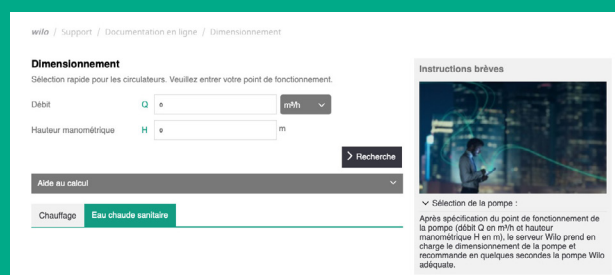 wilo / Support / Documentation en ligne / Dimensionnement
Dimensionnement
Sélection rapide pour les circulateurs. Veuillez entrer votre point de fonctionnement.
Débit Q 0 m³/h
Hauteur manométrique H 0 m
Recherche
Aide au calcul
Chauffage Eau chaude sanitaire
Instructions brèves
Sélection de la pompe :
Après spécification du point de fonctionnement de
la pompe (débit Q en m³/h et hauteur
manométrique H en m), le serveur Wilo prend en
charge le dimensionnement de la pompe et
recommande en quelques secondes la pompe Wilo
adéquate.